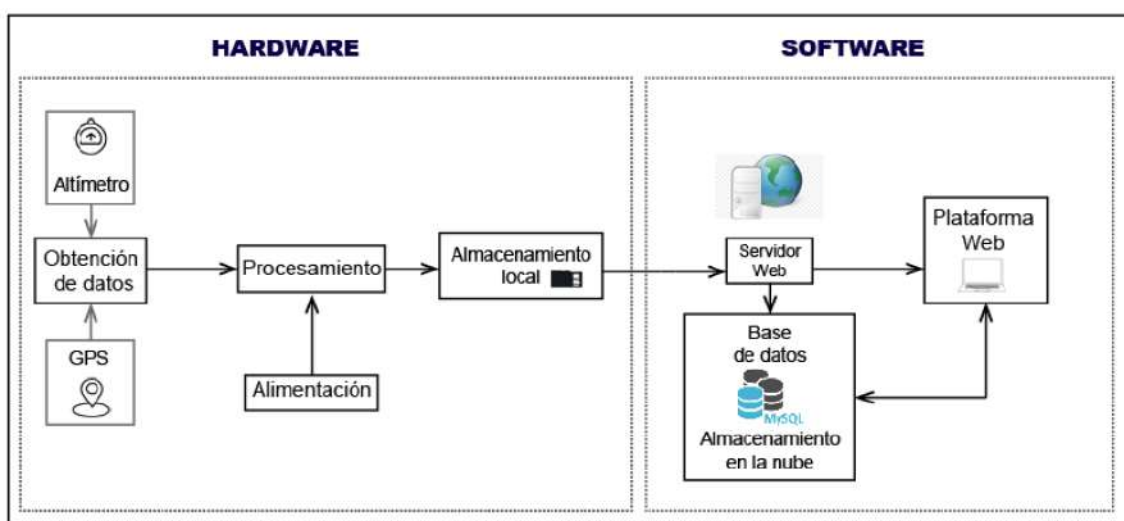 HARDWARE
SOFTWARE
Altímetro
Obtención
de datos
GPS
Procesamiento
Alimentación
Almacenamiento
local
Servidor
Web
Plataforma
Web
Base
de datos
MySQL
Almacenamiento
en la nube